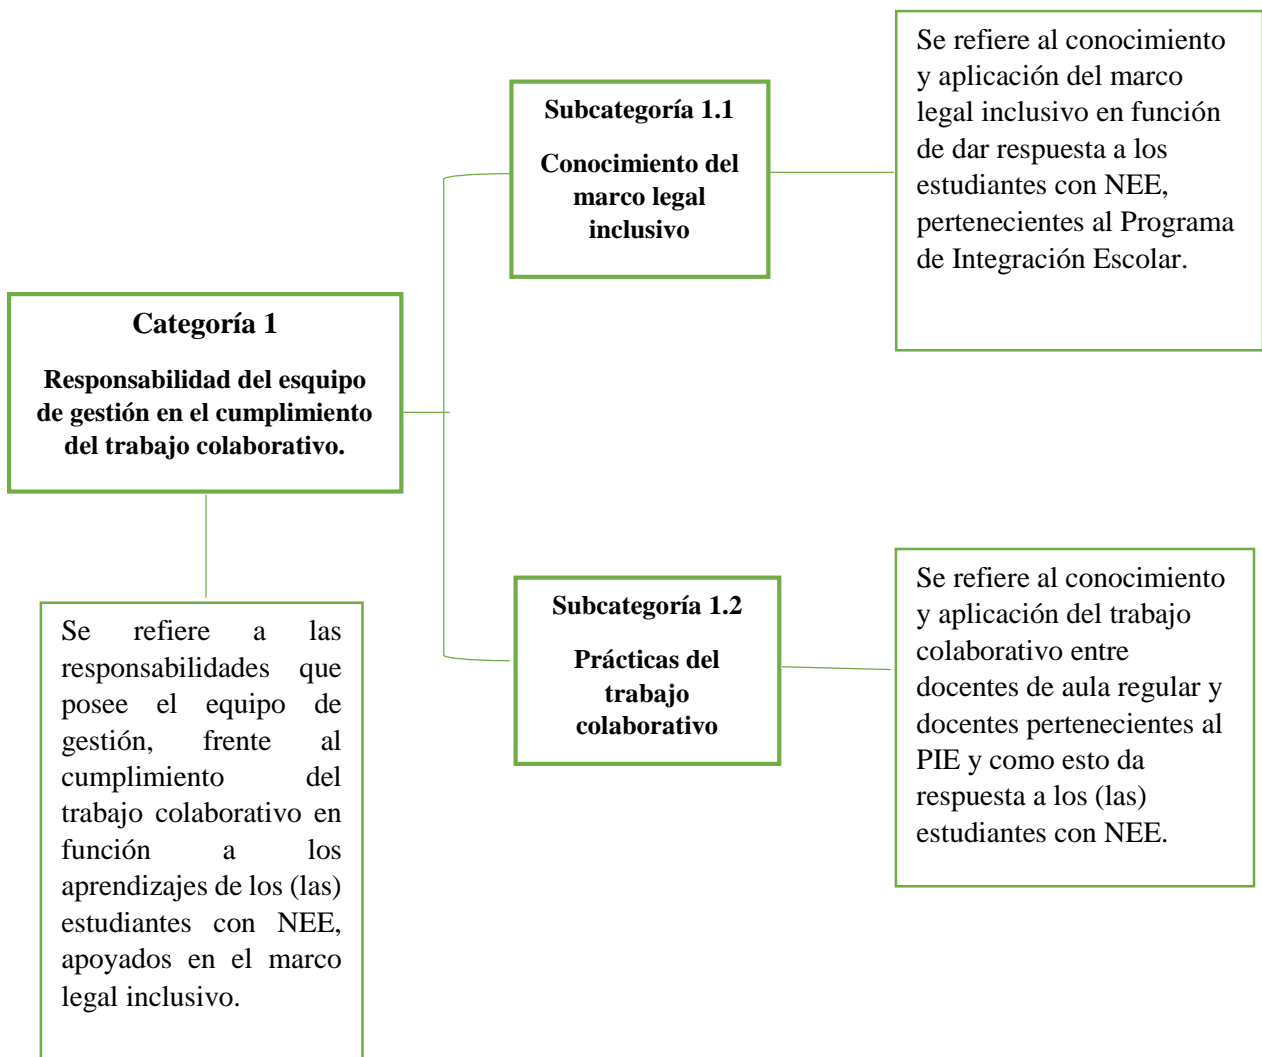 Categoría 1
Responsabilidad del esquipo
de gestión en el cumplimiento
del trabajo colaborativo.
Se refiere a las
responsabilidades que
posee el equipo de
gestión, frente al
cumplimiento del
trabajo colaborativo en
función a los
aprendizajes de los (las)
estudiantes con NEE,
apoyados en el marco
legal inclusivo.
Subcategoría 1.1
Conocimiento del
marco legal
inclusivo
Se refiere al conocimiento
y aplicación del marco
legal inclusivo en función
de dar respuesta a los
estudiantes con NEE,
pertenecientes al Programa
de Integración Escolar.
Subcategoría 1.2
Prácticas del
trabajo
colaborativo
Se refiere al conocimiento
y aplicación del trabajo
colaborativo entre
docentes de aula regular y
docentes pertenecientes al
PIE y como esto da
respuesta a los (las)
estudiantes con NEE.